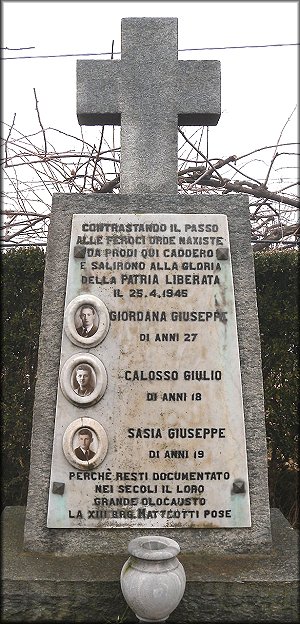 CONTRASTANDO IL PASSO
ALLE FEROCI ORDE NAZISTE
DA PRODI QUI CADDERO
E SALIRONO ALLA GLORIA
DELLA PATRIA LIBERATA
IL 25.4.1945
GIORDANA GIUSEPPE
DI ANNI 27
CALOSSO GIULIO
DI ANNI 18
SASIA GIUSEPPE
DI ANNI 19
PERCHÈ RESTI DOCUMENTATO
NEI SECOLI IL LORO
GRANDE OLOCAUSTO
LA XIII BRG. MATTEOTTI POSE